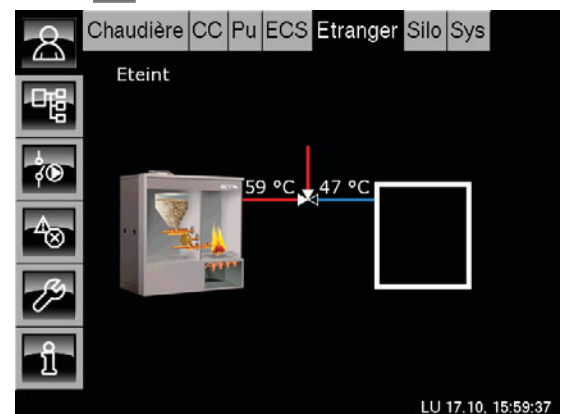 Chaudière CC Pu ECS Etranger Silo Sys
Eteint
59 °C 47 °C
LU 17.10, 15:59:37